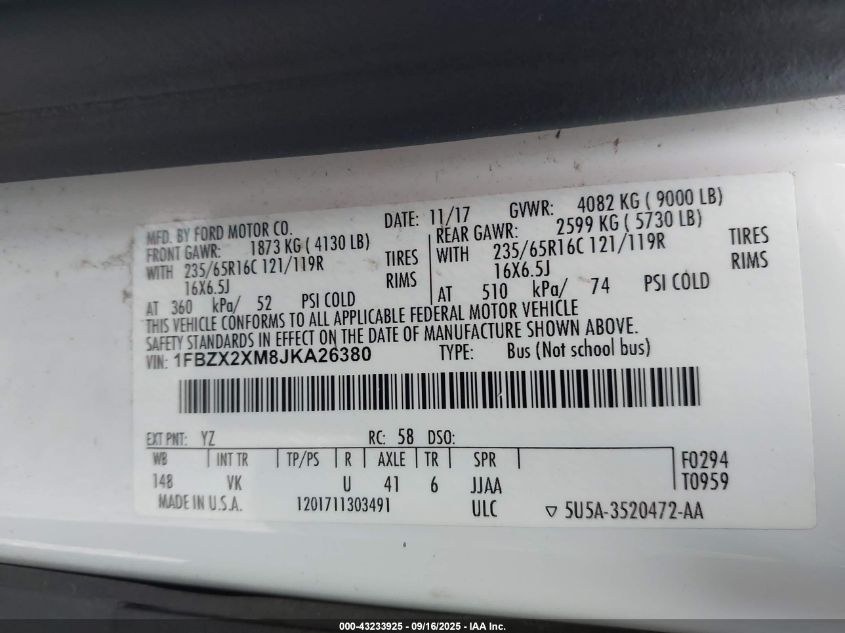 MFD. BY FORD MOTOR CO. DATE: 11/17 GVWR: 4082 KG ( 9000 LB)
FRONT GAWR: 1873 KG ( 4130 LB) REAR GAWR: 2599 KG ( 5730 LB)
WITH 235/65R16C 121/119R TIRES WITH 235/65R16C 121/119R TIRES
16X6.5J RIMS 16X6.5J RIMS
AT 360 kPa/ 52 PSI COLD AT 510 kPa/ 74 PSI COLD
THIS VEHICLE CONFORMS TO ALL APPLICABLE FEDERAL MOTOR VEHICLE
SAFETY STANDARDS IN EFFECT ON THE DATE OF MANUFACTURE SHOWN ABOVE.
VIN: 1FBZX2XM8JKA26380 TYPE: Bus (Not school bus)
EXT PNT: YZ RC: 58 DSO:
WB INT TR TP/PS R AXLE TR SPR F0294
148 VK U 41 6 JJAA T0959
MADE IN U.S.A. 1201711303491 ULC ▽ 5U5A-3520472-AA
000-43233925 - 09/16/2025 - IAA Inc.